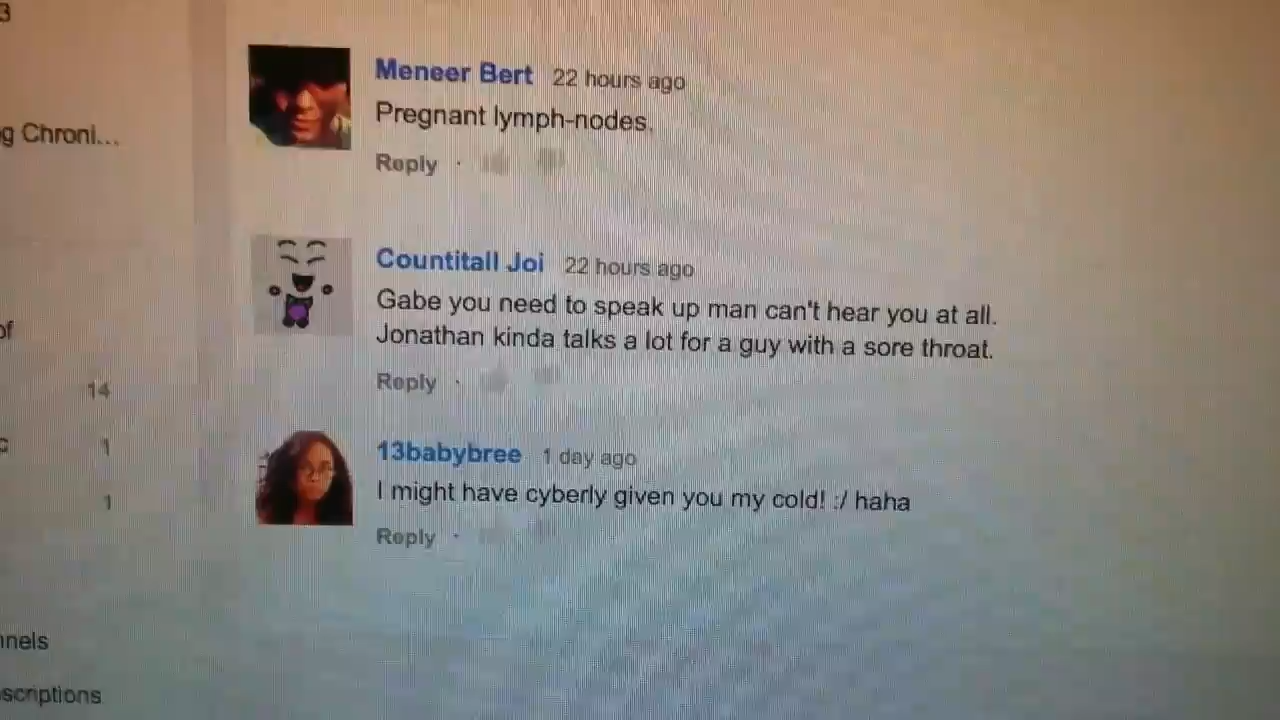 3
g Chroni...
of
14
1
1
nnels
scriptions
Meneer Bert 22 hours ago
Pregnant lymph-nodes.
Reply ·
Countitall Joi 22 hours ago
Gabe you need to speak up man can't hear you at all.
Jonathan kinda talks a lot for a guy with a sore throat.
Reply ·
13babybree 1 day ago
I might have cyberly given you my cold! :/ haha
Reply ·